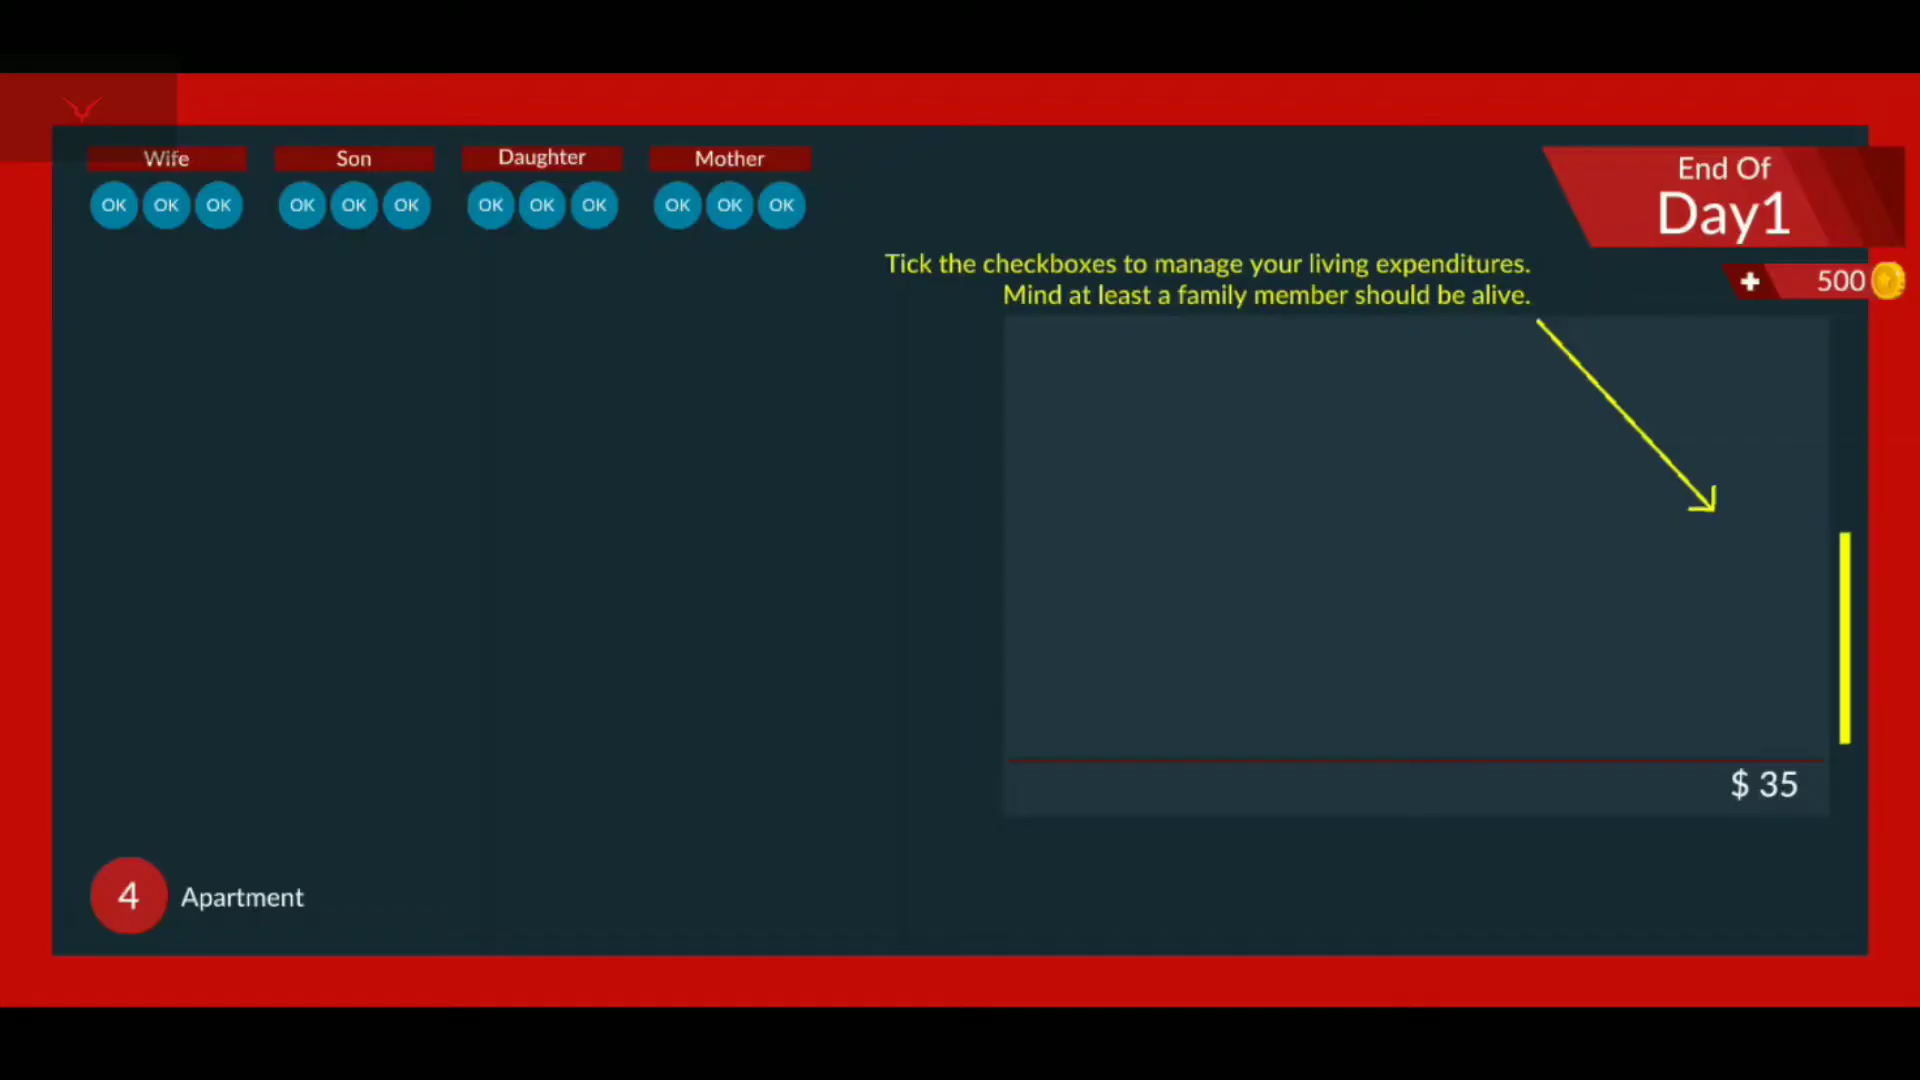 Wife Son Daughter Mother
OK OK OK OK OK OK OK OK OK OK OK OK
End Of
Day1
500
Tick the checkboxes to manage your living expenditures.
Mind at least a family member should be alive.
$ 35
4 Apartment